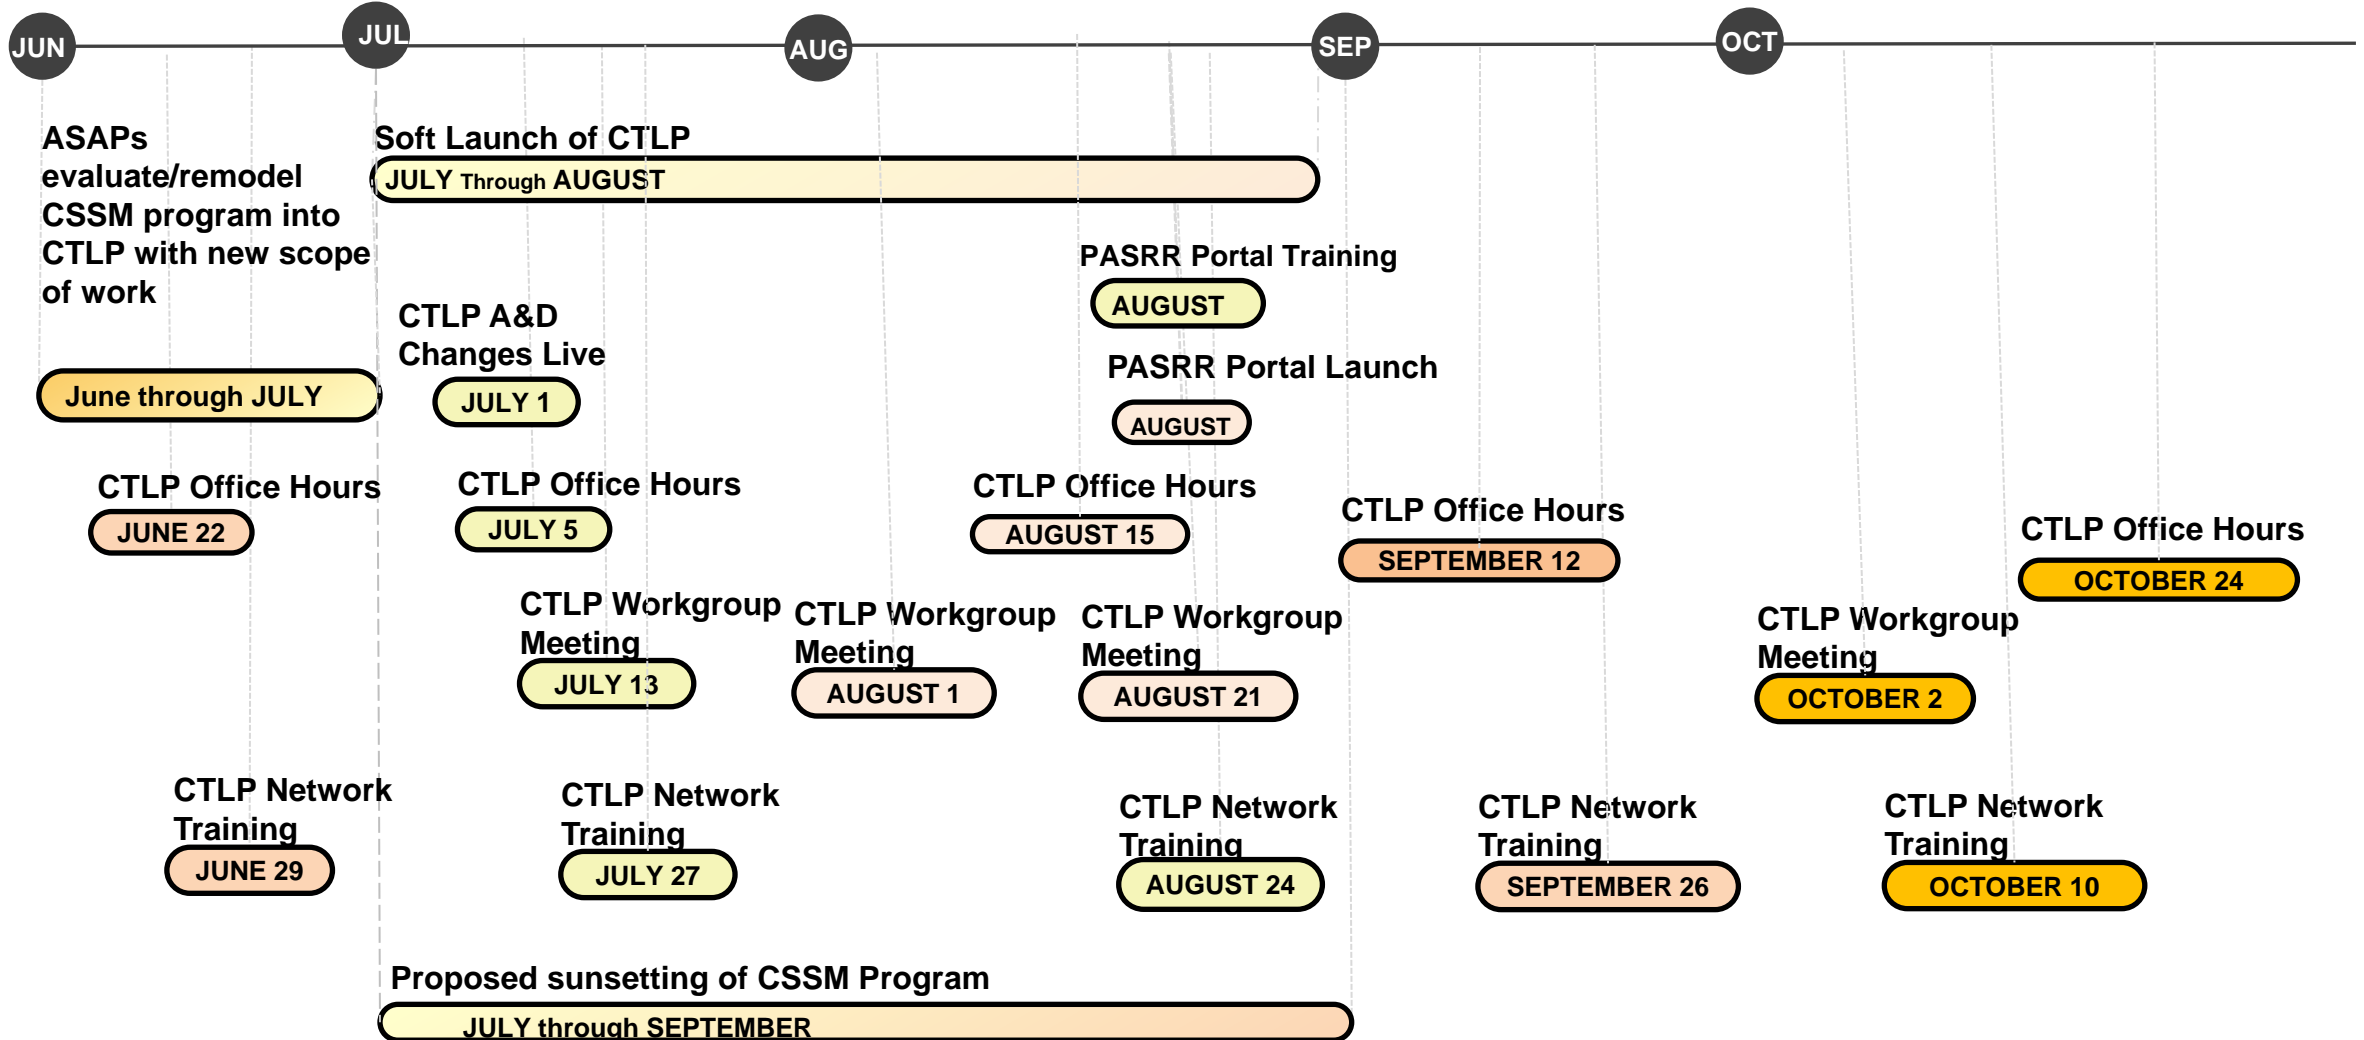 JUN
JUL
AUG
SEP
OCT
ASAPs
evaluate/remodel
CSSM program into
CTLP with new scope
of work
June through JULY
Soft Launch of CTLP
JULY Through AUGUST
CTLP A&D
Changes Live
JULY 1
PASRR Portal Training
AUGUST
PASRR Portal Launch
AUGUST
CTLP Office Hours
JUNE 22
CTLP Office Hours
JULY 5
CTLP Office Hours
AUGUST 15
CTLP Office Hours
SEPTEMBER 12
CTLP Office Hours
OCTOBER 24
CTLP Workgroup
Meeting
JULY 13
CTLP Workgroup
Meeting
AUGUST 1
CTLP Workgroup
Meeting
AUGUST 21
CTLP Workgroup
Meeting
OCTOBER 2
CTLP Network
Training
JUNE 29
CTLP Network
Training
JULY 27
CTLP Network
Training
AUGUST 24
CTLP Network
Training
SEPTEMBER 26
CTLP Network
Training
OCTOBER 10
Proposed sunsetting of CSSM Program
JULY through SEPTEMBER